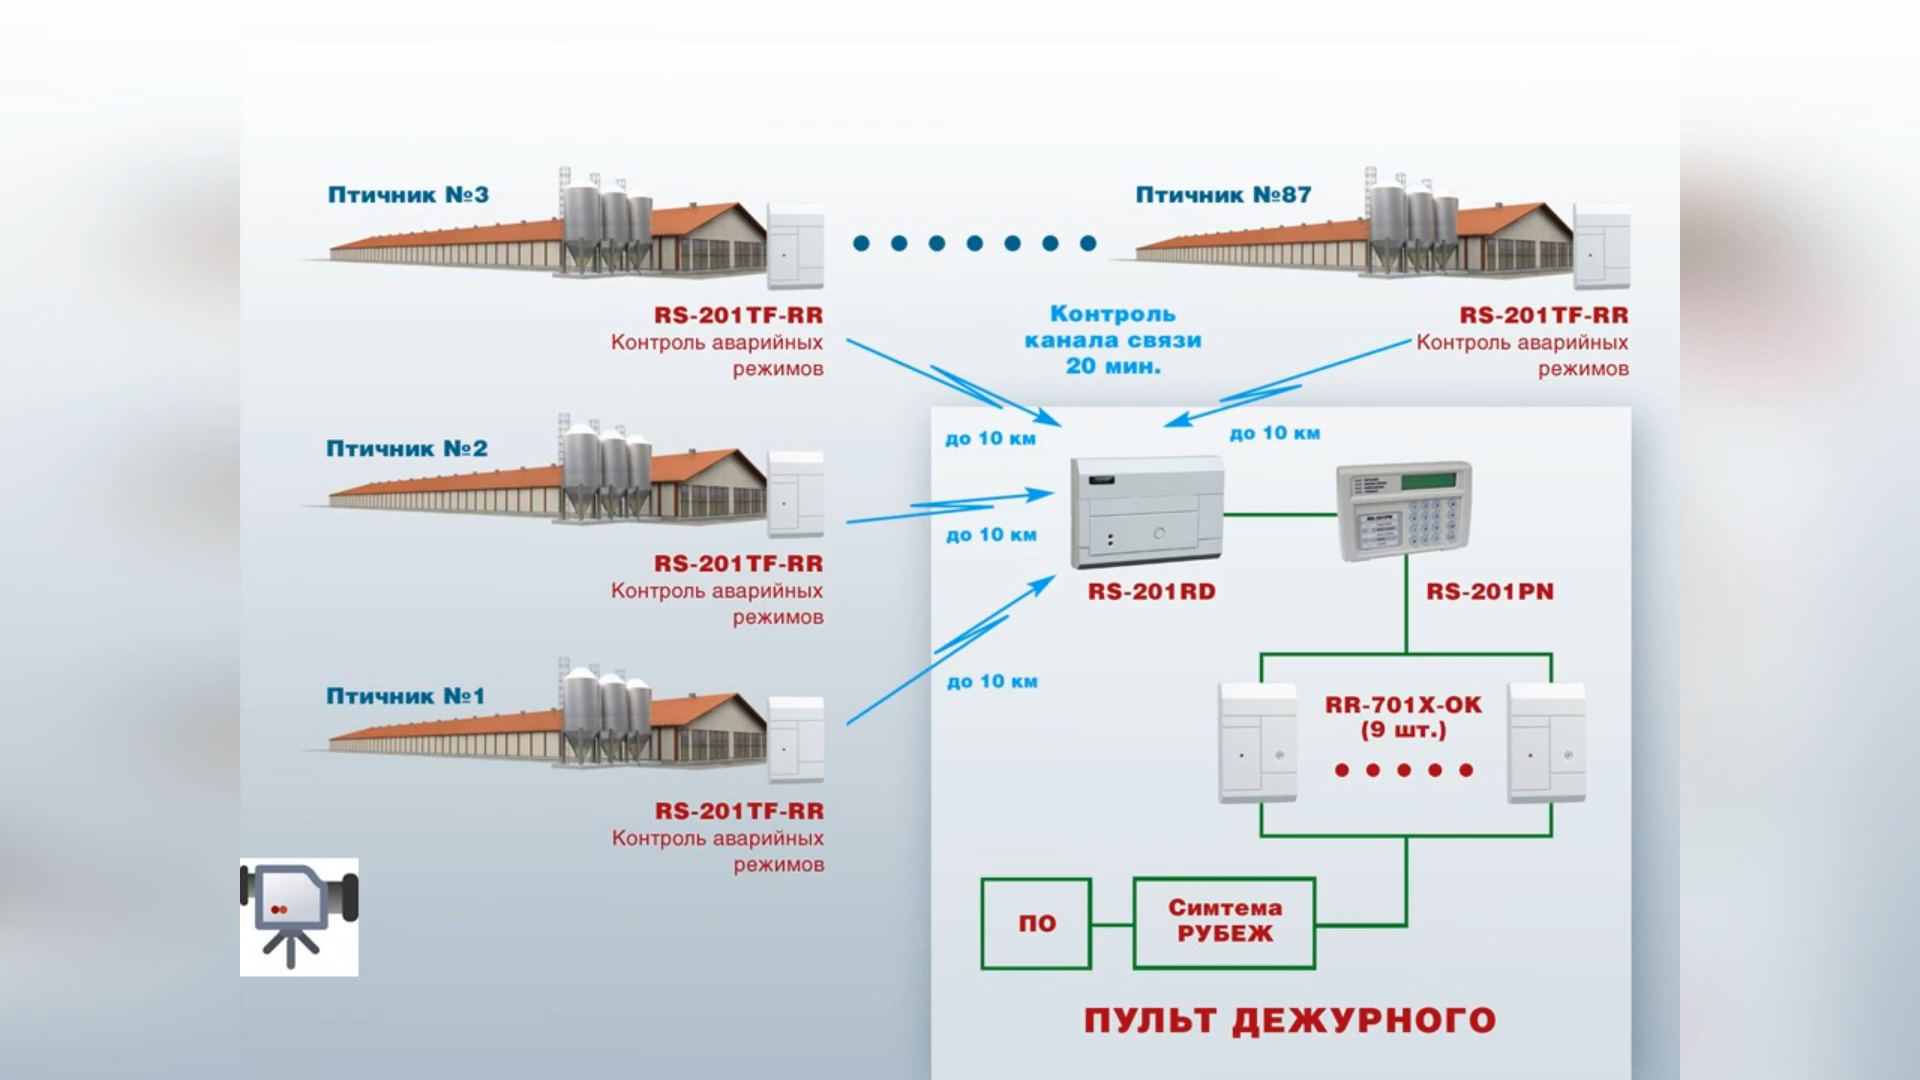 Птичник №3
Птичник №87
RS-201TF-RR
Контроль аварийных
режимов
Контроль
канала связи
20 мин.
RS-201TF-RR
Контроль аварийных
режимов
до 10 км
до 10 км
Птичник №2
до 10 км
RS-201TF-RR
Контроль аварийных
режимов
RS-201RD
RS-201PN
Птичник №1
до 10 км
RR-701X-ОК
(9 шт.)
RS-201TF-RR
Контроль аварийных
режимов
ПО
Симтема
РУБЕЖ
ПУЛЬТ ДЕЖУРНОГО